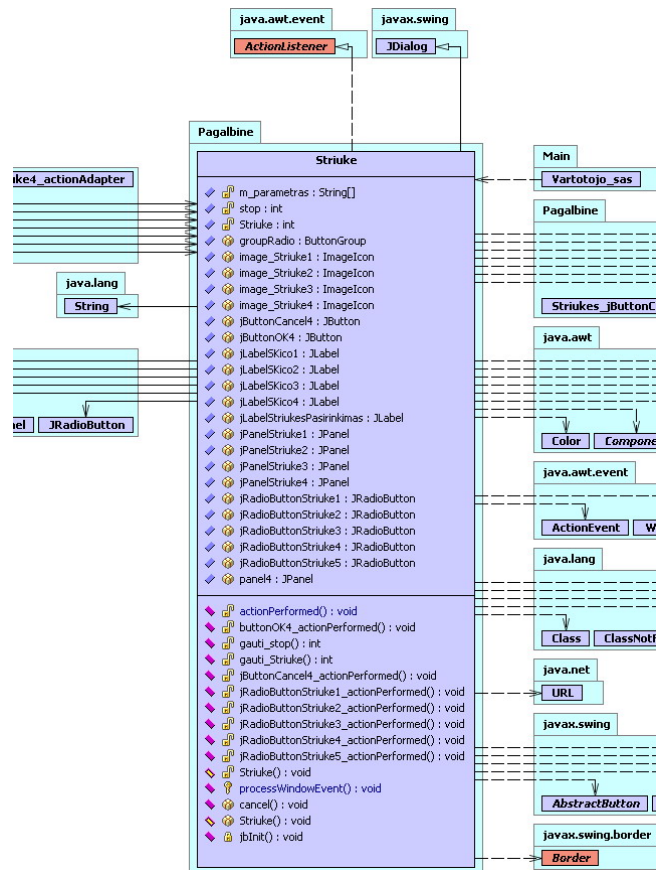 java.awt.event
ActionListener
javax.swing
JDialog
Pagalbine
Striuke
m_parametras : String[]
stop : int
Striuke : int
groupRadio : ButtonGroup
image_Striuke1 : ImageIcon
image_Striuke2 : ImageIcon
image_Striuke3 : ImageIcon
image_Striuke4 : ImageIcon
jButtonCancel4 : JButton
jButtonOK4 : JButton
jLabelSKico1 : JLabel
jLabelSKico2 : JLabel
jLabelSKico3 : JLabel
jLabelSKico4 : JLabel
jLabelStriukesPasirinkimas : JLabel
jPanelStriuke1 : JPanel
jPanelStriuke2 : JPanel
jPanelStriuke3 : JPanel
jPanelStriuke4 : JPanel
jRadioButtonStriuke1 : JRadioButton
jRadioButtonStriuke2 : JRadioButton
jRadioButtonStriuke3 : JRadioButton
jRadioButtonStriuke4 : JRadioButton
jRadioButtonStriuke5 : JRadioButton
panel4 : JPanel
actionPerformed() : void
buttonOK4_actionPerformed() : void
gauti_stop() : int
gauti_Striuke() : int
jButtonCancel4_actionPerformed() : void
jRadioButtonStriuke1_actionPerformed() : void
jRadioButtonStriuke2_actionPerformed() : void
jRadioButtonStriuke3_actionPerformed() : void
jRadioButtonStriuke4_actionPerformed() : void
jRadioButtonStriuke5_actionPerformed() : void
Striuke() : void
processWindowEvent() : void
cancel() : void
Striuke() : void
jbInit() : void
uke4_actionAdapter
java.lang
String
nel
JRadioButton
Main
Vartotojo_sas
Pagalbine
Striukes_jButtonC
java.awt
Color
Compone
java.awt.event
ActionEvent
W
java.lang
Class
ClassNotF
java.net
URL
javax.swing
AbstractButton
javax.swing.border
Border